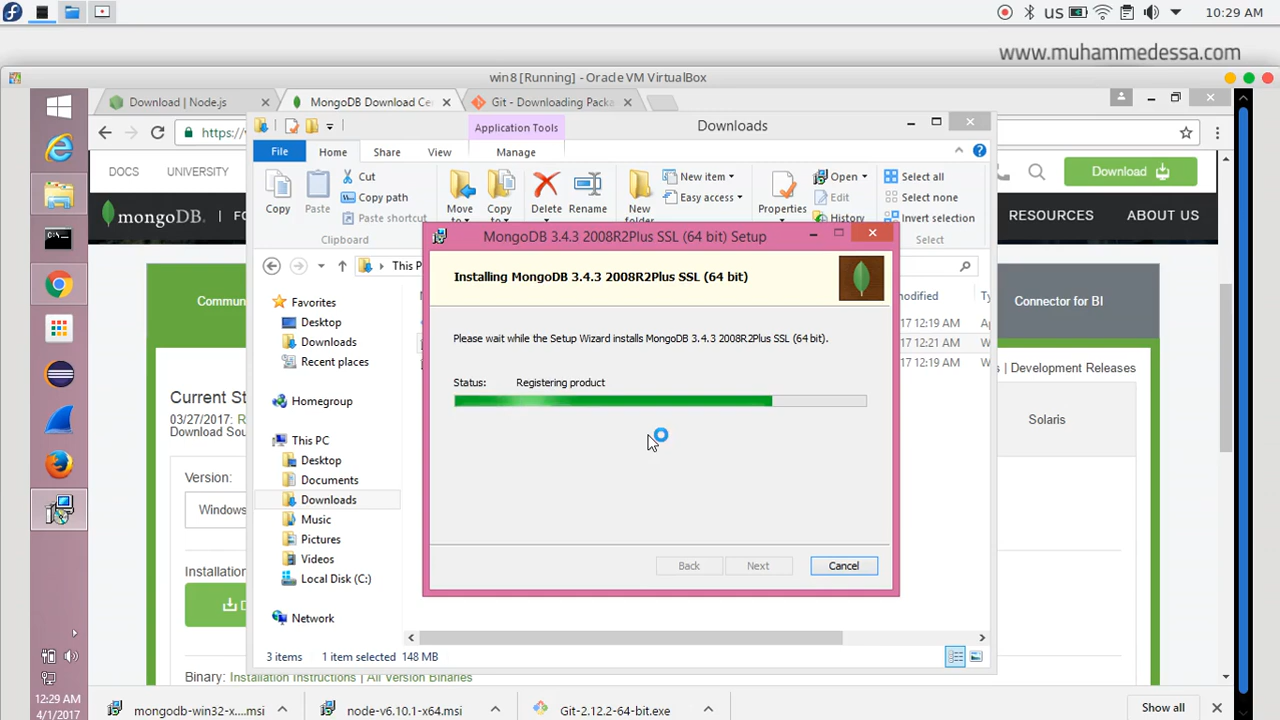 us
10:29 AM
www.muhammedessa.com
win8 [Running] - Oracle VM VirtualBox
Download | Node.js
MongoDB Download Ce
Git - Downloading Packa
https://
Application Tools
Downloads
File
Home
Share
View
Manage
DOCS
UNIVERSITY
Download
Copy
Paste
Cut
Copy path
Paste shortcut
Move to
Copy to
Delete
Rename
New folder
New item
Easy access
Properties
Open
Edit
History
Select all
Select none
Invert selection
Clipboard
Select
mongoDB.
RESOURCES
ABOUT US
MongoDB 3.4.3 2008R2Plus SSL (64 bit) Setup
This P
Installing MongoDB 3.4.3 2008R2Plus SSL (64 bit)
Commun
Connector for BI
Favorites
Desktop
Downloads
Recent places
Homegroup
This PC
Desktop
Documents
Downloads
Music
Pictures
Videos
Local Disk (C:)
Network
17 12:19 AM
17 12:21 AM
17 12:19 AM
Please wait while the Setup Wizard installs MongoDB 3.4.3 2008R2Plus SSL (64 bit).
Status: Registering product
s | Development Releases
Current St
03/27/2017: R
Download Sou
Solaris
Version:
Windows
Installation
Back
Next
Cancel
3 items
1 item selected 148 MB
Binary: Installation Instructions | All Version Binaries
12:29 AM
4/1/2017
mongodb-win32-x....msi
node-v6.10.1-x64.msi
Git-2.12.2-64-bit.exe
Show all